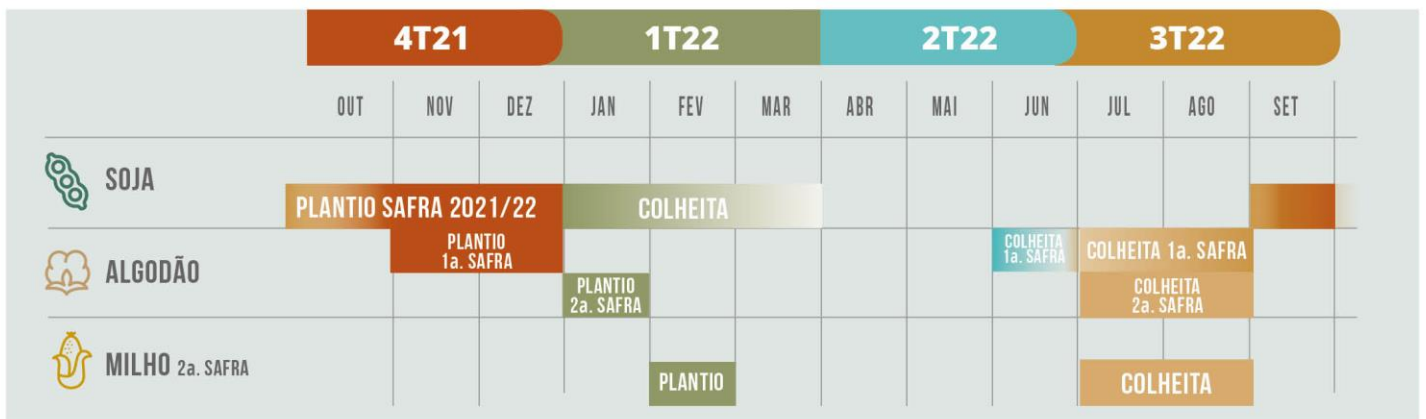 4T21 1T22 2T22 3T22
OUT NOV DEZ JAN FEV MAR ABR MAI JUN JUL AGO SET
SOJA
PLANTIO SAFRA 2021/22 COLHEITA
ALGODÃO
PLANTIO
1a. SAFRA
COLHEITA
1a. SAFRA
COLHEITA 1a. SAFRA
PLANTIO
2a. SAFRA
COLHEITA
2a. SAFRA
MILHO 2a. SAFRA
PLANTIO COLHEITA